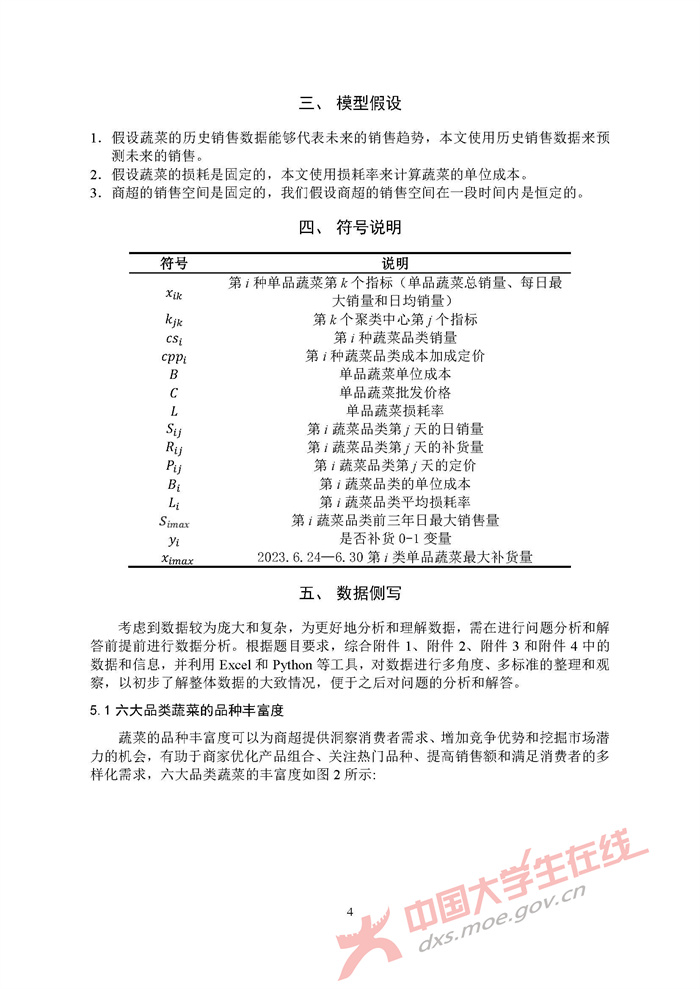 三、 模型假设
1. 假设蔬菜的历史销售数据能够代表未来的销售趋势，本文使用历史销售数据来预
测未来的销售。
2. 假设蔬菜的损耗是固定的，本文使用损耗率来计算蔬菜的单位成本。
3. 商超的销售空间是固定的，我们假设商超的销售空间在一段时间内是恒定的。
四、 符号说明
符号 说明
x_{ik} 第 i 种单品蔬菜第 k 个指标（单品蔬菜总销量、每日最
大销量和日均销量）
k_{jk} 第 k 个聚类中心第 j 个指标
cs_i 第 i 种蔬菜品类销量
cpp_i 第 i 种蔬菜品类成本加成定价
B 单品蔬菜单位成本
C 单品蔬菜批发价格
L 单品蔬菜损耗率
S_{ij} 第 i 蔬菜品类第 j 天的日销量
R_{ij} 第 i 蔬菜品类第 j 天的补货量
P_{ij} 第 i 蔬菜品类第 j 天的定价
B_i 第 i 蔬菜品类的单位成本
L_i 第 i 蔬菜品类平均损耗率
S_{imax} 第 i 蔬菜品类前三年日最大销售量
y_i 是否补货 0-1 变量
x_{imax} 2023.6.24—6.30 第 i 类单品蔬菜最大补货量
五、 数据侧写
考虑到数据较为庞大和复杂，为更好地分析和理解数据，需在进行问题分析和解
答前提前进行数据分析。根据题目要求，综合附件 1、附件 2、附件 3 和附件 4 中的
数据和信息，并利用 Excel 和 Python 等工具，对数据进行多角度、多标准的整理和观
察，以初步了解整体数据的大致情况，便于之后对问题的分析和解答。
5.1 六大品类蔬菜的品种丰富度
蔬菜的品种丰富度可以为商超提供洞察消费者需求、增加竞争优势和挖掘市场潜
力的机会，有助于商家优化产品组合、关注热门品种、提高销售额和满足消费者的多
样化需求，六大品类蔬菜的丰富度如图 2 所示:
4
中国大学生在线
dxs.moe.gov.cn